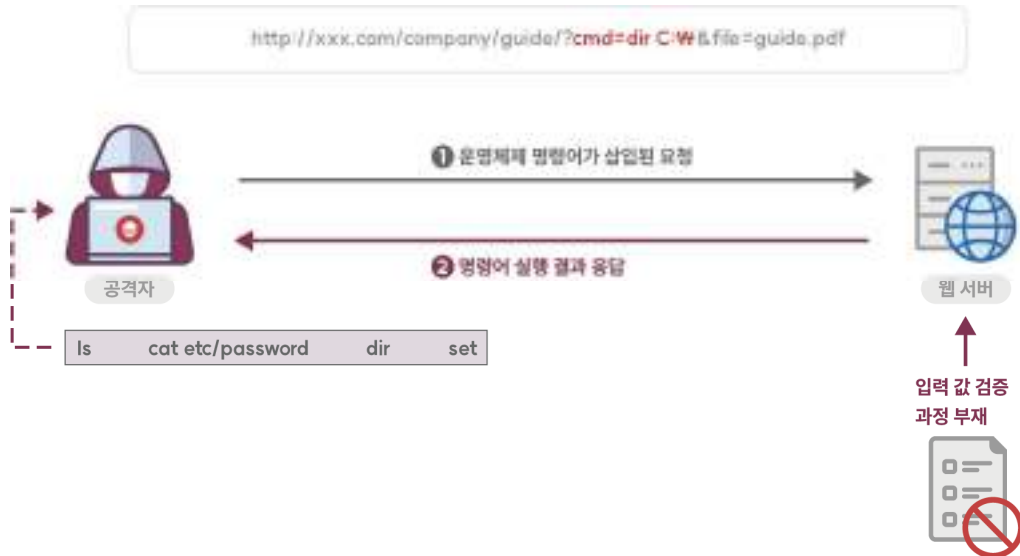 http://xxx.com/company/guide/?cmd=dir C:₩&file=guide.pdf
❶ 운영체제 명령어가 삽입된 요청
❷ 명령어 실행 결과 응답
공격자
웹 서버
ls cat etc/password dir set
입력 값 검증
과정 부재